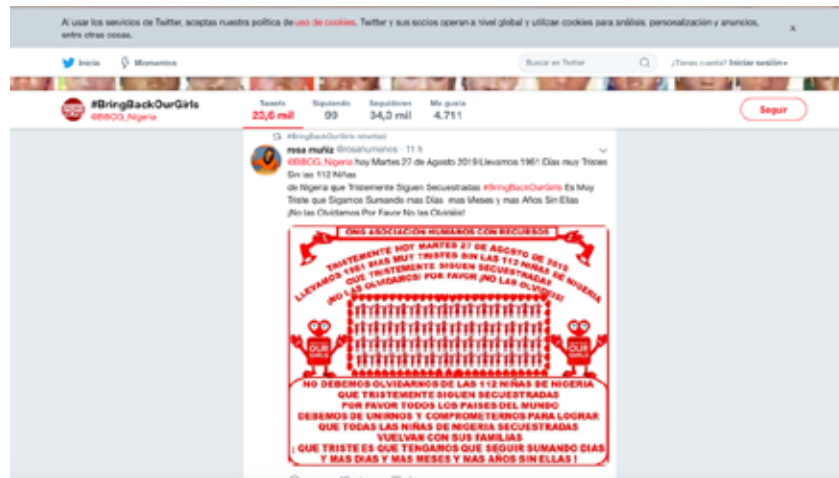 Al usar los servicios de Twitter, aceptas nuestra política de uso de cookies. Twitter y sus socios operan a nivel global y utilizan cookies para análisis, personalización y anuncios,
entre otras cosas.
x
Inicio Momentos Buscar en Twitter ¿Tienes cuenta? Iniciar sesión
#BringBackOurGirls
@BBOG_Nigeria
Tweets Siguiendo Seguidores Me gusta
23,6 mil 99 34,3 mil 4.711
Seguir
#BringBackOurGirls retwitteó
rosa muñiz @rosahumanos · 11 h
@BBOG_Nigeria hoy Martes 27 de Agosto 2019 Llevamos 1961 Días muy Tristes
Sin las 112 Niñas
de Nigeria que Tristemente Siguen Secuestradas #BringBackOurGirls Es Muy
Triste que Sigamos Sumando mas Dias mas Meses y mas Años Sin Ellas
¡No las Olvidamos Por Favor No las Olvidéis!
ONG ASOCIACION HUMANOS CON RECURSOS
TRISTEMENTE HOY MARTES 27 DE AGOSTO DE 2019
LLEVAMOS 1961 DIAS MUY TRISTES SIN LAS 112 NIÑAS DE NIGERIA
QUE TRISTEMENTE SIGUEN SECUESTRADAS
¡NO LAS OLVIDAMOS! POR FAVOR ¡NO LAS OLVIDEIS!
OUR GIRLS
OUR GIRLS
NO DEBEMOS OLVIDARNOS DE LAS 112 NIÑAS DE NIGERIA
QUE TRISTEMENTE SIGUEN SECUESTRADAS
POR FAVOR TODOS LOS PAISES DEL MUNDO
DEBEMOS DE UNIRNOS Y COMPROMETERNOS PARA LOGRAR
QUE TODAS LAS NIÑAS DE NIGERIA SECUESTRADAS
VUELVAN CON SUS FAMILIAS
¡ QUE TRISTE ES QUE TENGAMOS QUE SEGUIR SUMANDO DIAS
Y MAS DIAS Y MAS MESES Y MAS AÑOS SIN ELLAS !